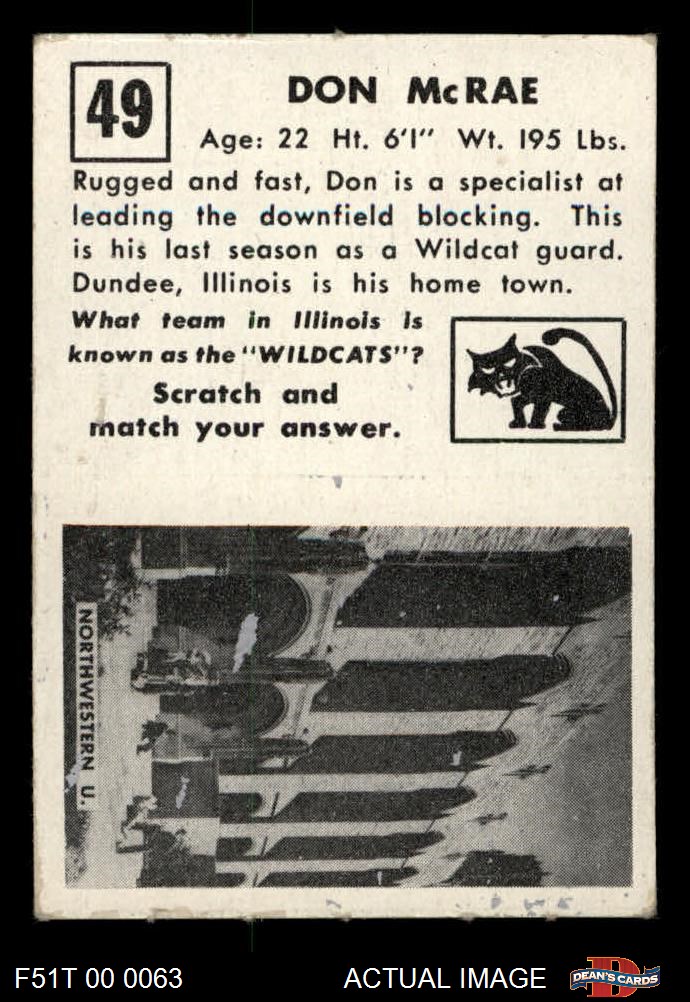 49
DON McRAE
Age: 22 Ht. 6'1" Wt. 195 Lbs.
Rugged and fast, Don is a specialist at
leading the downfield blocking. This
is his last season as a Wildcat guard.
Dundee, Illinois is his home town.
What team in Illinois is
known as the "WILDCATS"?
Scratch and
match your answer.
NORTHWESTERN U.
F51T 00 0063
ACTUAL IMAGE
DEAN'S CARDS